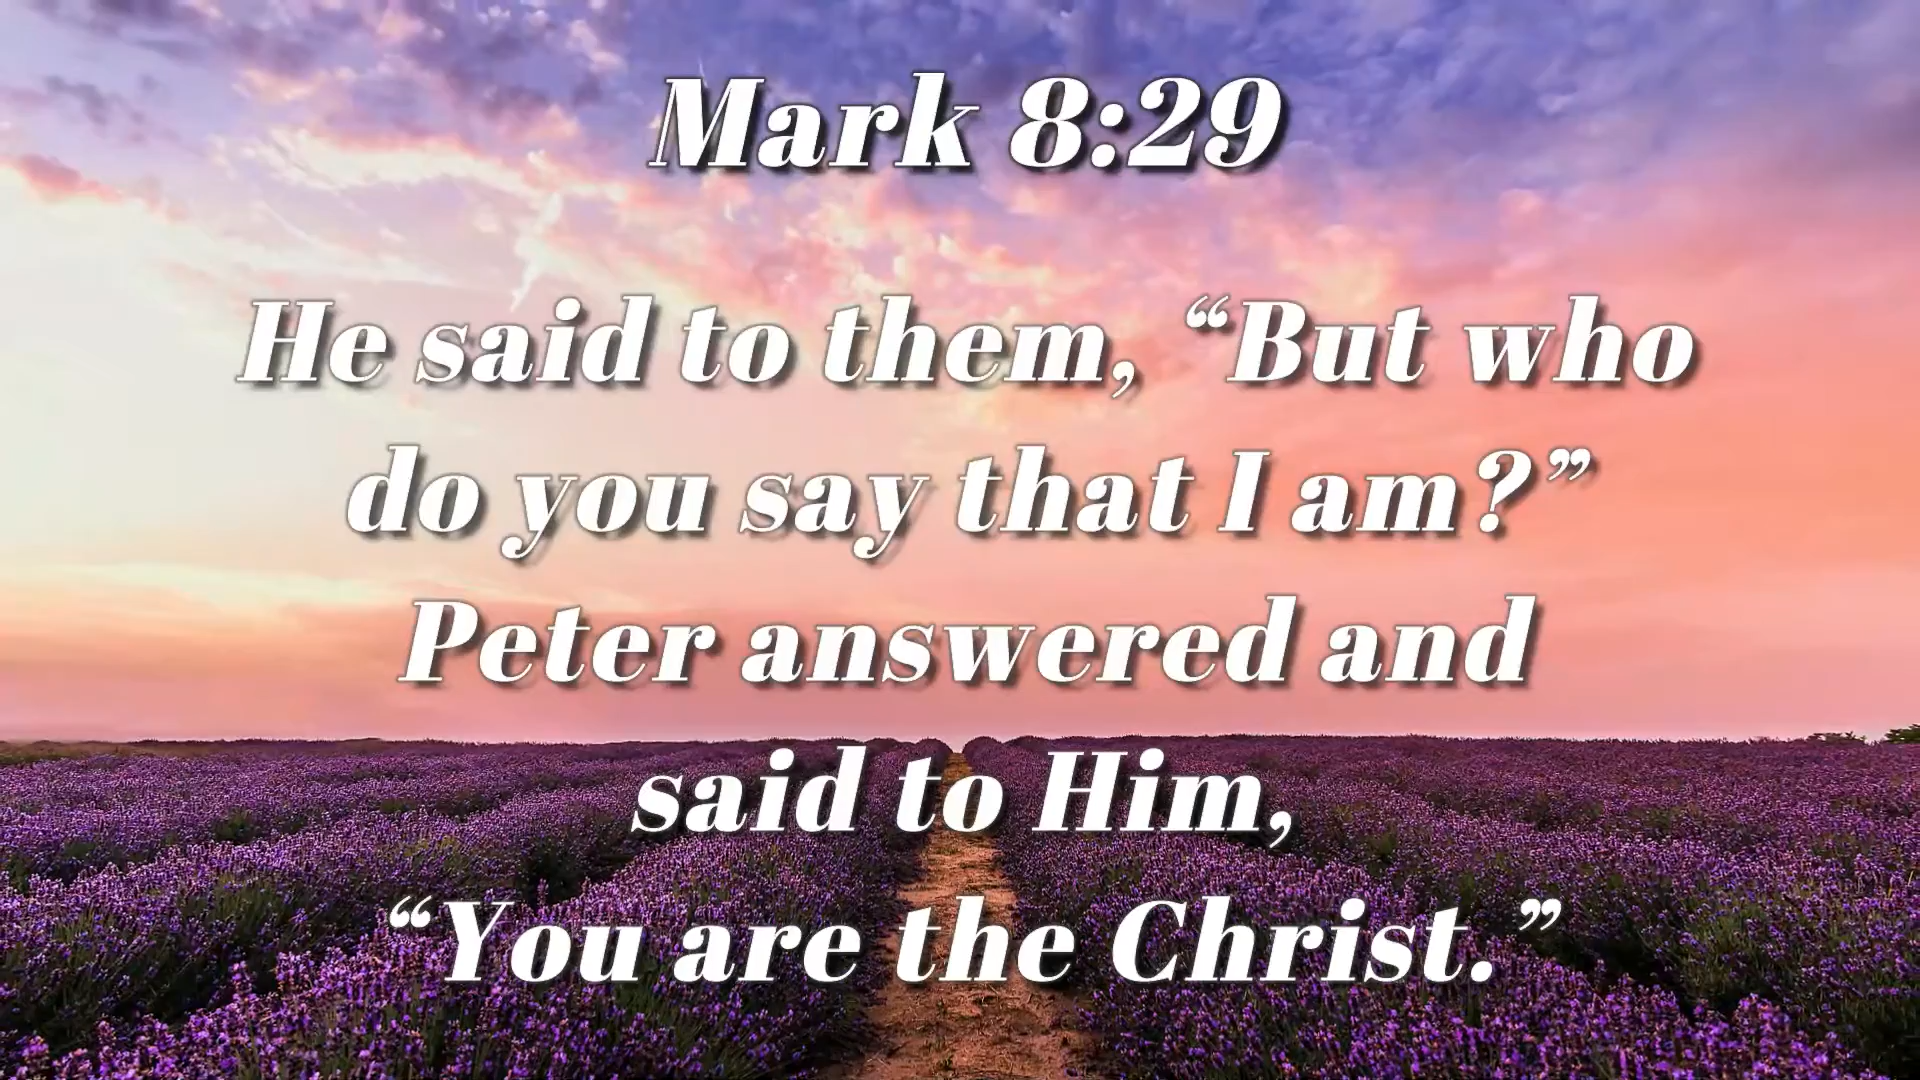 Mark 8:29
He said to them, “But who
do you say that I am?”
Peter answered and
said to Him,
“You are the Christ.”